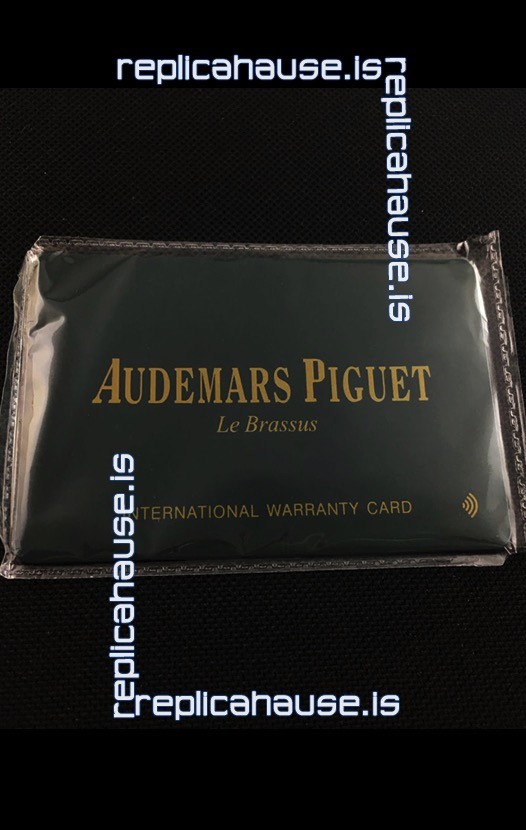 replicahause.is
replicahause.is
AUDEMARS PIGUET
Le Brassus
INTERNATIONAL WARRANTY CARD
replicahause.is
replicahause.is